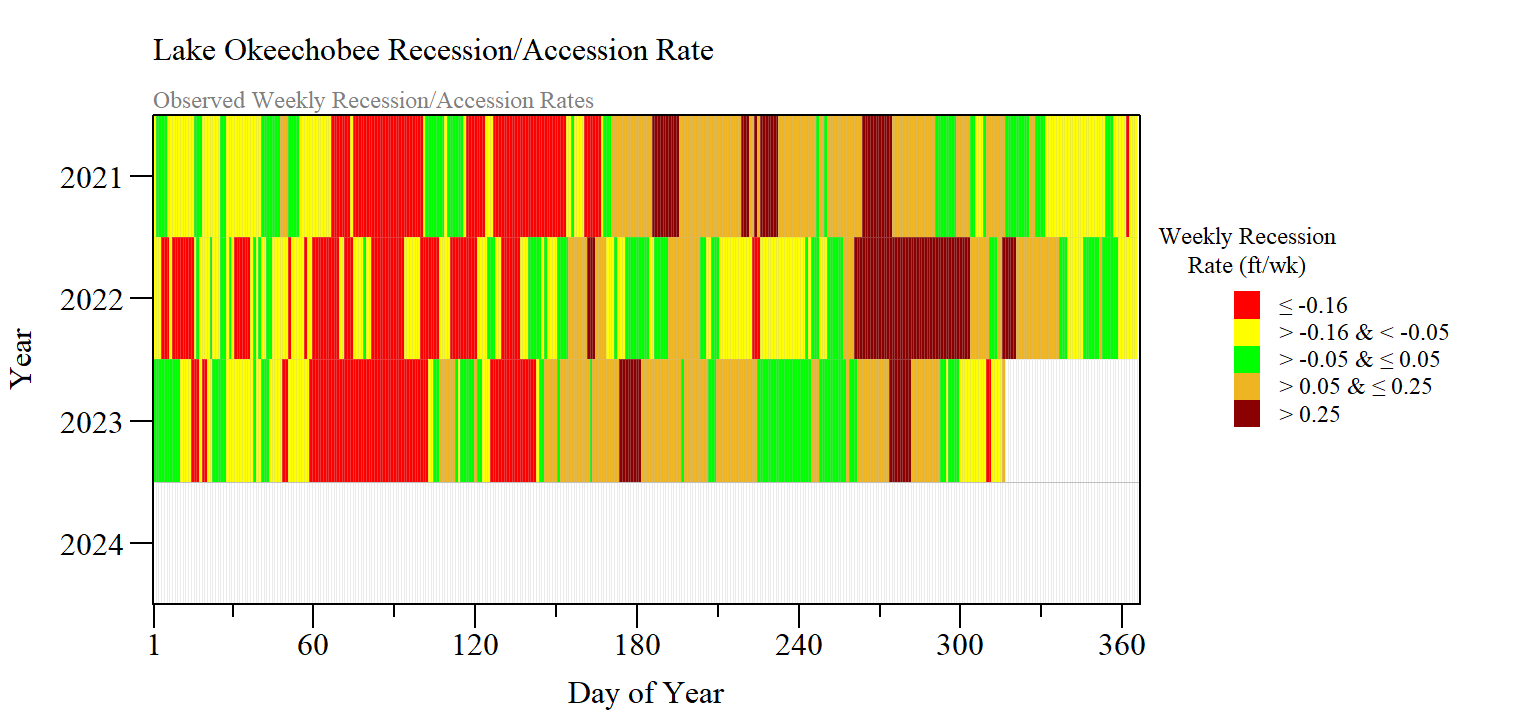 Lake Okeechobee Recession/Accession Rate
Observed Weekly Recession/Accession Rates
2021
2022
2023
2024
Year
1 60 120 180 240 300 360
Day of Year
Weekly Recession
Rate (ft/wk)
≤ -0.16
> -0.16 & < -0.05
> -0.05 & ≤ 0.05
> 0.05 & ≤ 0.25
> 0.25